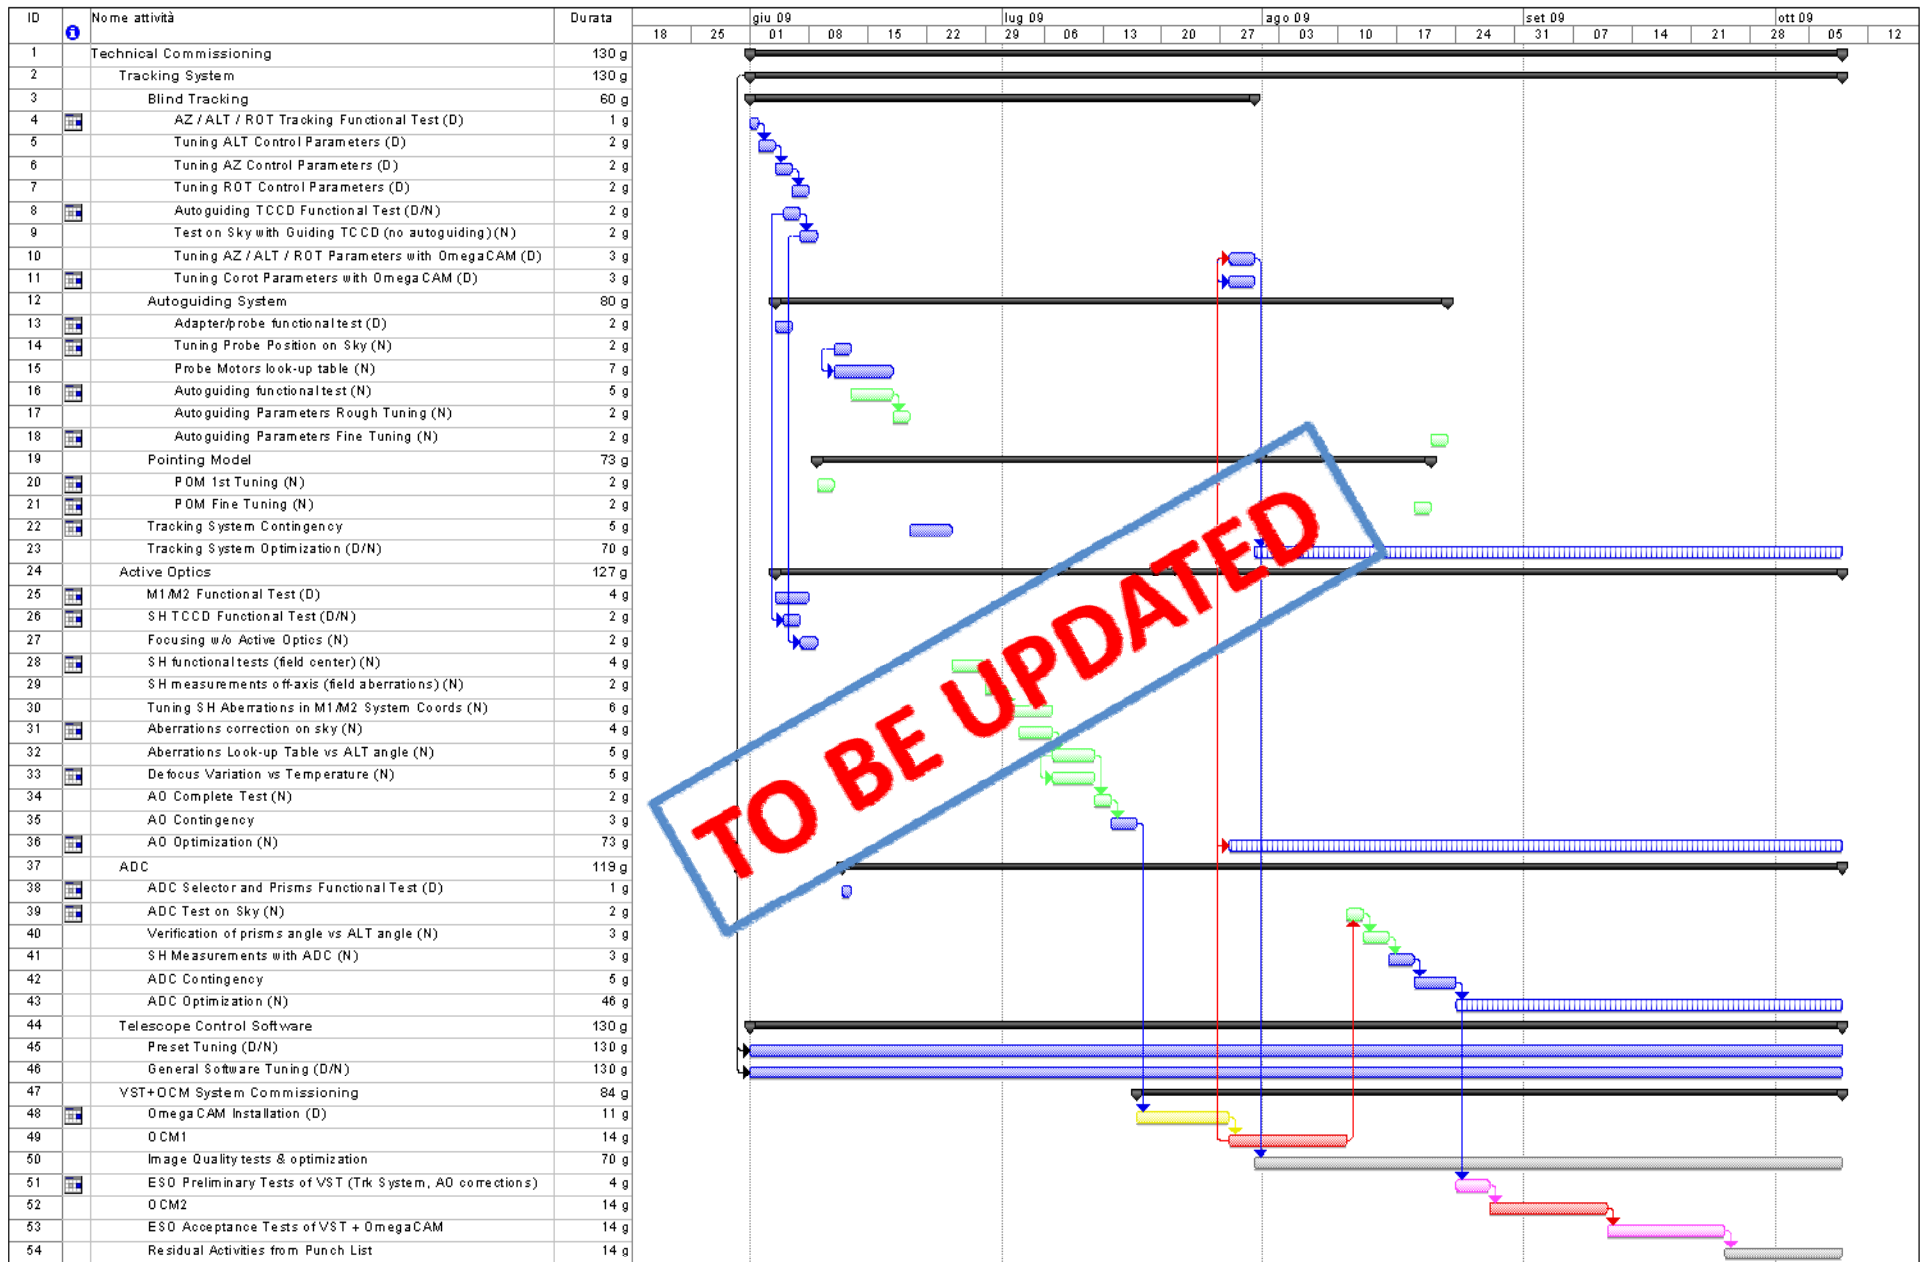 ID Nome attività Durata giu 09 lug 09 ago 09 set 09 ott 09
18 25 01 08 15 22 29 06 13 20 27 03 10 17 24 31 07 14 21 28 05 12
1 Technical Commissioning 130 g
2 Tracking System 130 g
3 Blind Tracking 60 g
4 AZ / ALT / ROT Tracking Functional Test (D) 1 g
5 Tuning ALT Control Parameters (D) 2 g
6 Tuning AZ Control Parameters (D) 2 g
7 Tuning ROT Control Parameters (D) 2 g
8 Autoguiding TCCD Functional Test (D/N) 2 g
9 Test on Sky with Guiding TCCD (no autoguiding) (N) 2 g
10 Tuning AZ / ALT / ROT Parameters with OmegaCAM (D) 3 g
11 Tuning Corot Parameters with OmegaCAM (D) 3 g
12 Autoguiding System 80 g
13 Adapter/probe functional test (D) 2 g
14 Tuning Probe Position on Sky (N) 2 g
15 Probe Motors look-up table (N) 7 g
16 Autoguiding functional test (N) 5 g
17 Autoguiding Parameters Rough Tuning (N) 2 g
18 Autoguiding Parameters Fine Tuning (N) 2 g
19 Pointing Model 73 g
20 POM 1st Tuning (N) 2 g
21 POM Fine Tuning (N) 2 g
22 Tracking System Contingency 5 g
23 Tracking System Optimization (D/N) 70 g
24 Active Optics 127 g
25 M1/M2 Functional Test (D) 4 g
26 SH TCCD Functional Test (D/N) 2 g
27 Focusing w/o Active Optics (N) 2 g
28 SH functional tests (field center) (N) 4 g
29 SH measurements off-axis (field aberrations) (N) 2 g
30 Tuning SH Aberrations in M1/M2 System Coords (N) 6 g
31 Aberrations correction on sky (N) 4 g
32 Aberrations Look-up Table vs ALT angle (N) 5 g
33 Defocus Variation vs Temperature (N) 5 g
34 AO Complete Test (N) 2 g
35 AO Contingency 3 g
36 AO Optimization (N) 73 g
37 ADC 119 g
38 ADC Selector and Prisms Functional Test (D) 1 g
39 ADC Test on Sky (N) 2 g
40 Verification of prisms angle vs ALT angle (N) 3 g
41 SH Measurements with ADC (N) 3 g
42 ADC Contingency 5 g
43 ADC Optimization (N) 46 g
44 Telescope Control Software 130 g
45 Preset Tuning (D/N) 130 g
46 General Software Tuning (D/N) 130 g
47 VST+OCM System Commissioning 84 g
48 OmegaCAM Installation (D) 11 g
49 OCM1 14 g
50 Image Quality tests & optimization 70 g
51 ESO Preliminary Tests of VST (Trk System, AO corrections) 4 g
52 OCM2 14 g
53 ESO Acceptance Tests of VST + OmegaCAM 14 g
54 Residual Activities from Punch List 14 g
TO BE UPDATED